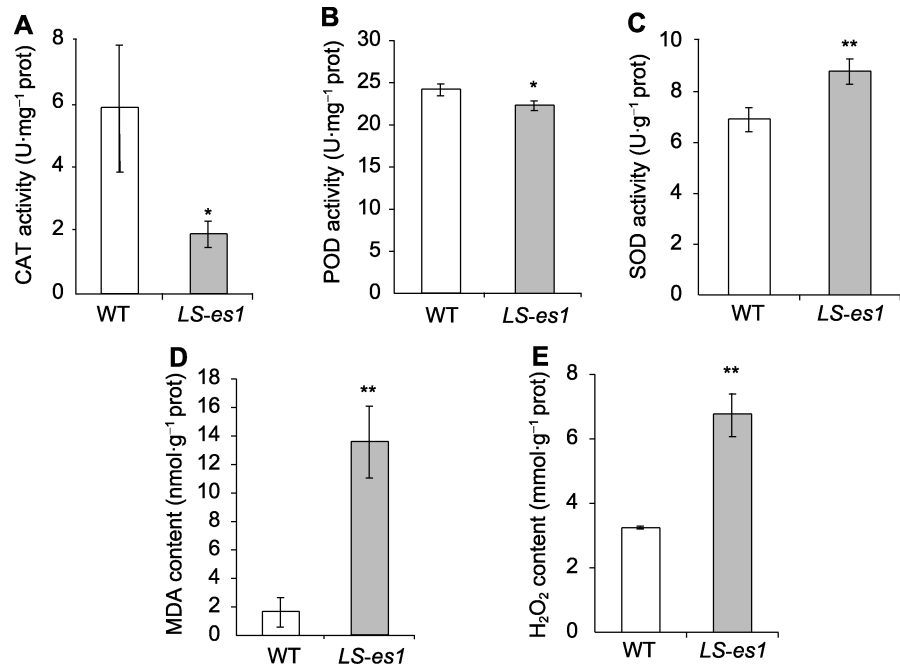 A
CAT activity (U·mg⁻¹ prot)
8
6
4
2
0
*
WT
LS-es1
B
POD activity (U·mg⁻¹ prot)
30
25
20
15
10
5
0
*
WT
LS-es1
C
SOD activity (U·g⁻¹ prot)
10
8
6
4
2
0
**
WT
LS-es1
D
MDA content (nmol·g⁻¹ prot)
18
16
14
12
10
8
6
4
2
0
**
WT
LS-es1
E
H₂O₂ content (mmol·g⁻¹ prot)
8
6
4
2
0
**
WT
LS-es1